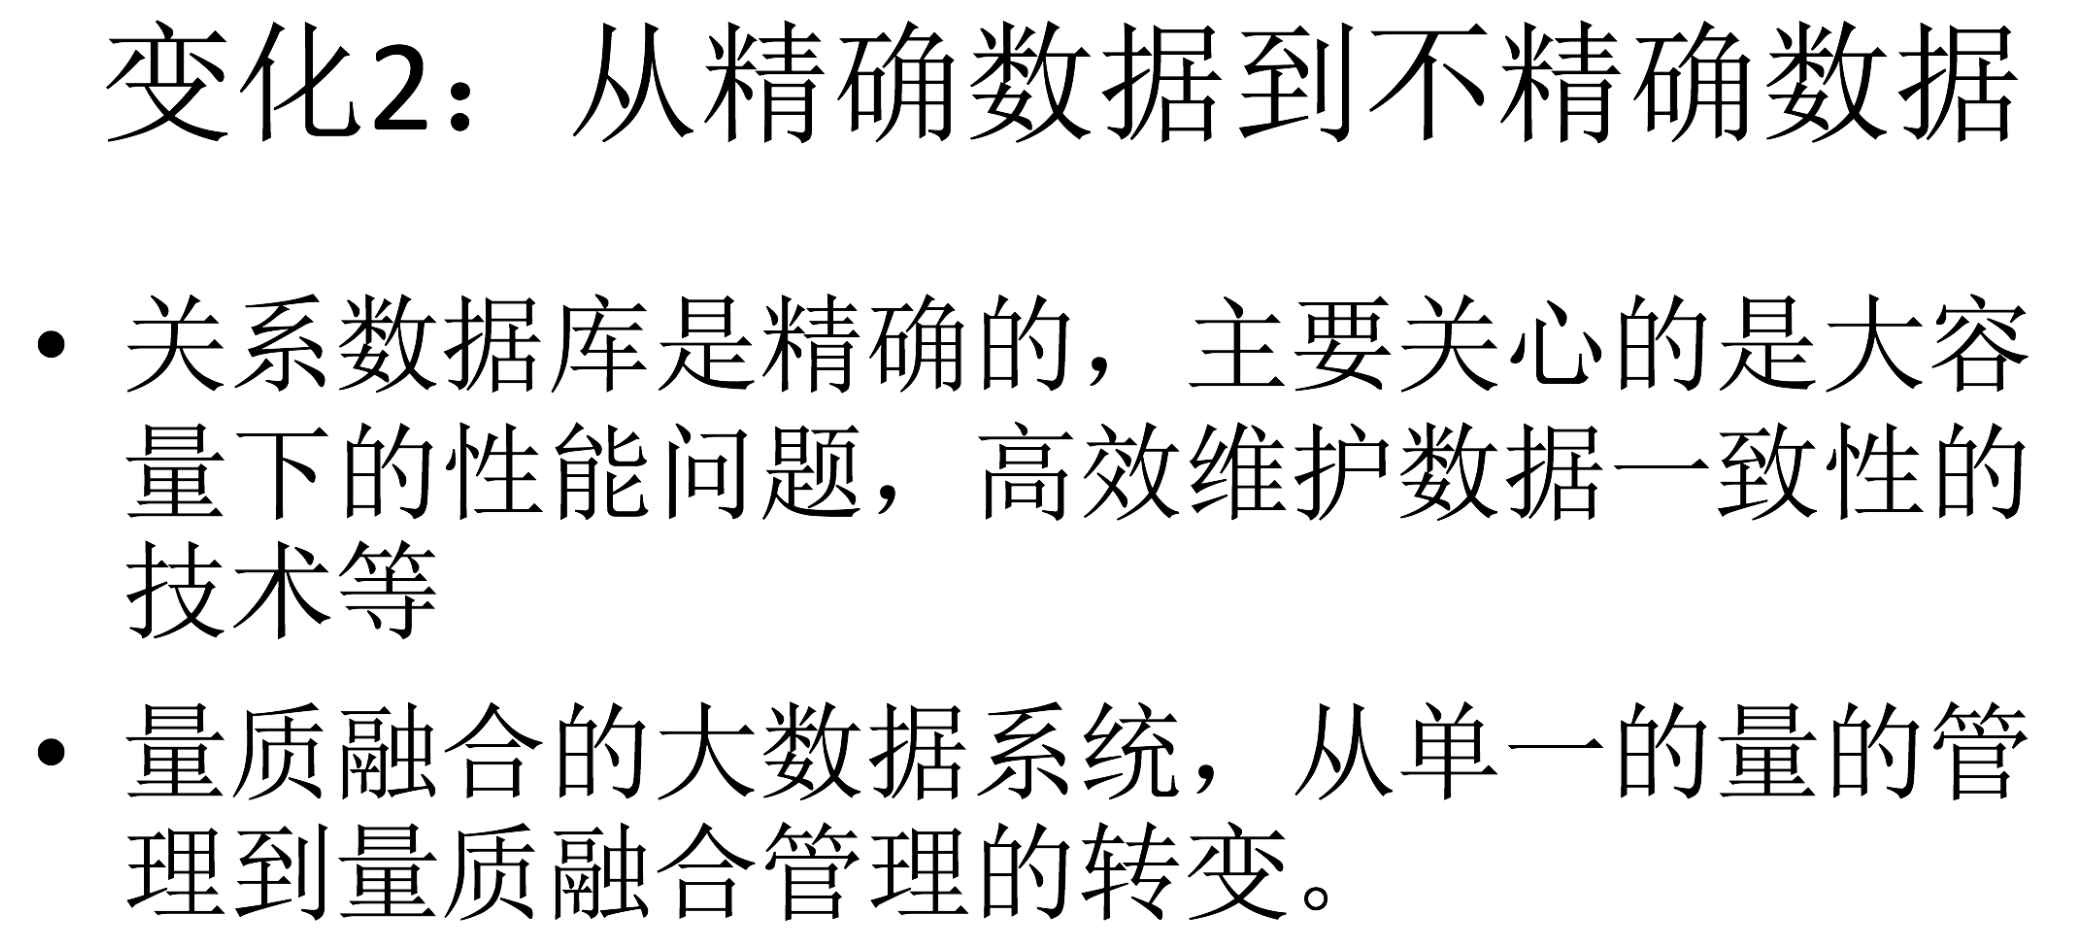 变化2：从精确数据到不精确数据
• 关系数据库是精确的，主要关心的是大容
量下的性能问题，高效维护数据一致性的
技术等
• 量质融合的大数据系统，从单一的量的管
理到量质融合管理的转变。